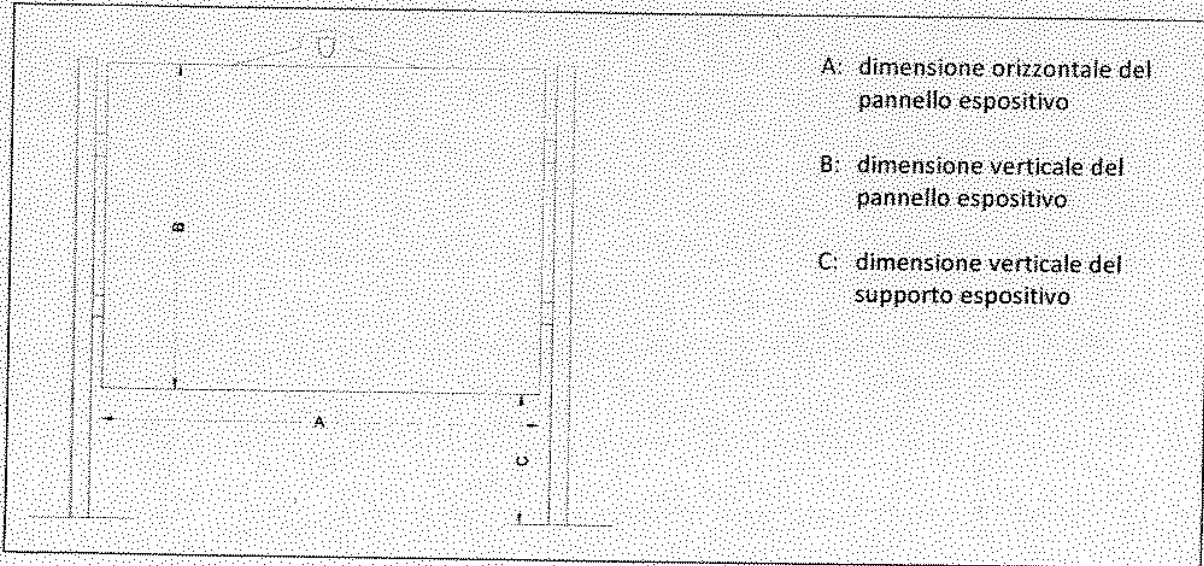 A: dimensione orizzontale del
pannello espositivo
B: dimensione verticale del
pannello espositivo
C: dimensione verticale del
supporto espositivo
B
A
C